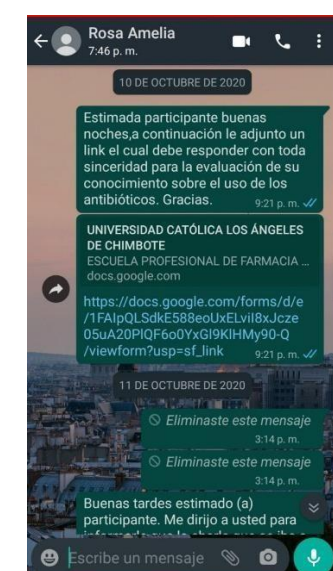 Rosa Amelia
7:46 p. m.
10 DE OCTUBRE DE 2020
Estimada participante buenas
noches,a continuación le adjunto un
link el cual debe responder con toda
sinceridad para la evaluación de su
conocimiento sobre el uso de los
antibióticos. Gracias.
9:21 p. m.
UNIVERSIDAD CATÓLICA LOS ÁNGELES
DE CHIMBOTE
ESCUELA PROFESIONAL DE FARMACIA ...
docs.google.com
https://docs.google.com/forms/d/e
/viewform?usp=sf_link
9:21 p. m.
11 DE OCTUBRE DE 2020
Eliminaste este mensaje
3:14 p. m.
Eliminaste este mensaje
3:14 p. m.
Buenas tardes estimado (a)
participante. Me dirijo a usted para
Escribe un mensaje